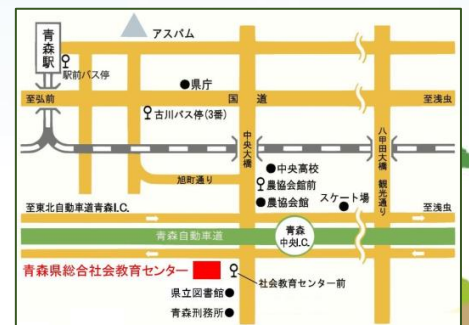 アスパム
青森駅
駅前バス停
県庁
至弘前
国道
至浅虫
古川バス停(3番)
中央大橋
八甲田大橋
観光通り
中央高校
旭町通り
農協会館前
農協会館
スケート場
至東北自動車道青森I.C.
至浅虫
青森自動車道
青森中央I.C.
青森県総合社会教育センター
社会教育センター前
県立図書館
青森刑務所